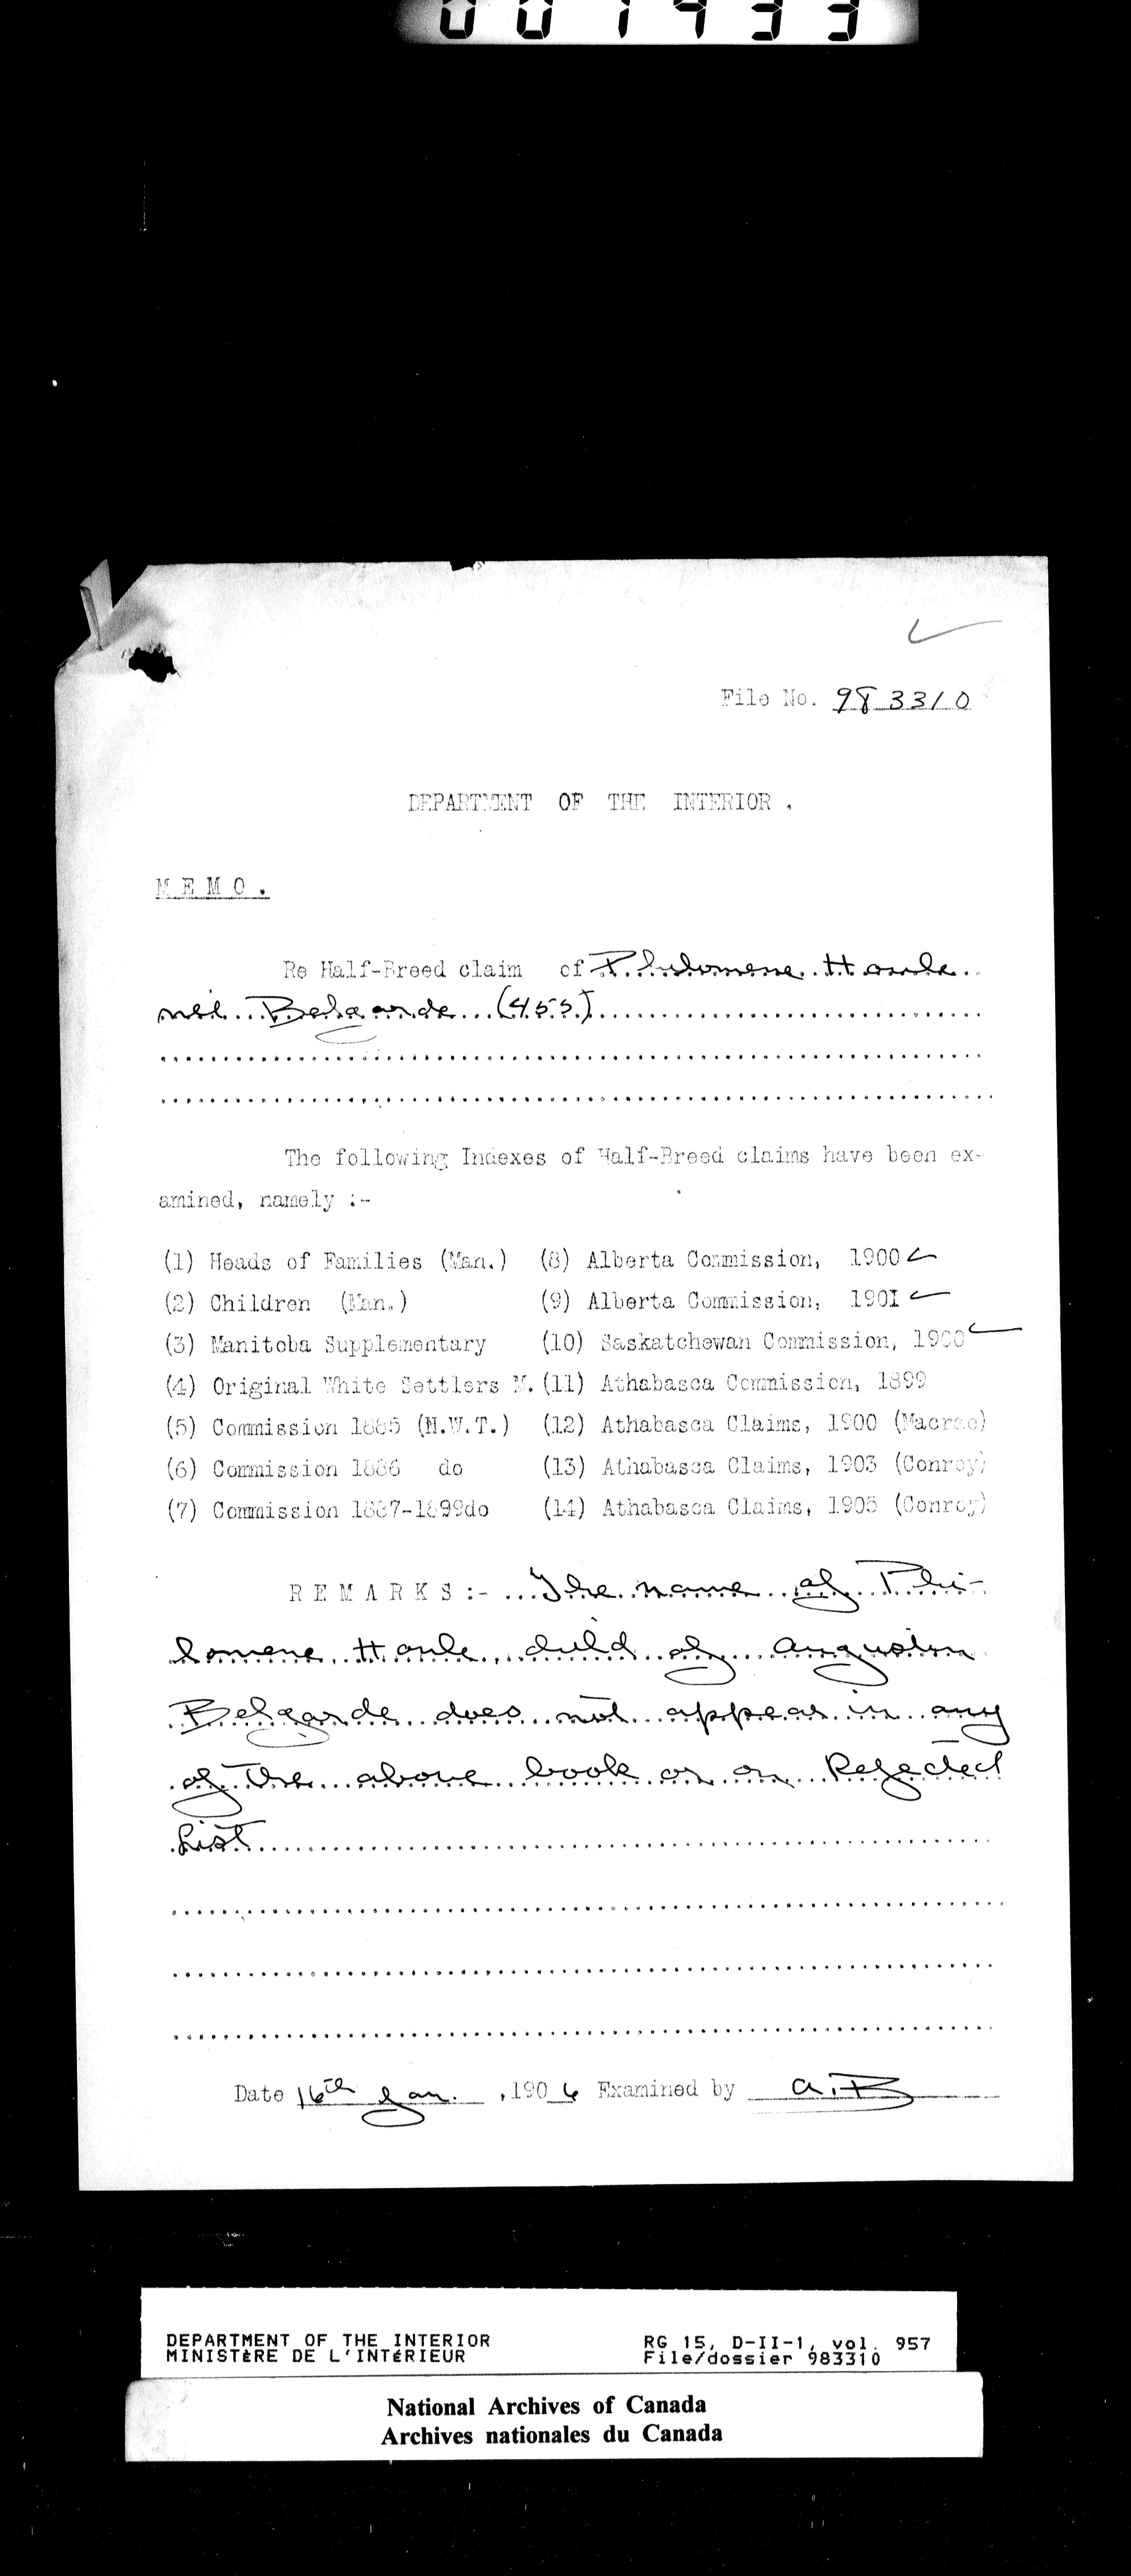 001433
File No. 983310
DEPARTMENT OF THE INTERIOR.
MEMO.
Re Half-Breed claim of Philomene Houle
née Belgarde (455)
The following Indexes of Half-Breed claims have been ex-
amined, namely :-
(1) Heads of Families (Man.) (8) Alberta Commission, 1900
(2) Children (Man.) (9) Alberta Commission, 1901
(3) Manitoba Supplementary (10) Saskatchewan Commission, 1900
(4) Original White Settlers M. (11) Athabasca Commission, 1899
(5) Commission 1885 (N.W.T.) (12) Athabasca Claims, 1900 (Macrae)
(6) Commission 1886 do (13) Athabasca Claims, 1903 (Conroy)
(7) Commission 1887-1899do (14) Athabasca Claims, 1905 (Conroy)
REMARKS:- The name of Phi-
lomene Houle, child of Augustin
Belgarde does not appear in any
of the above book or on Rejected
List
Date 16th Jan. ,1906 Examined by A.B
DEPARTMENT OF THE INTERIOR RG 15, D-II-1, vol. 957
MINISTÈRE DE L'INTÉRIEUR File/dossier 983310
National Archives of Canada
Archives nationales du Canada